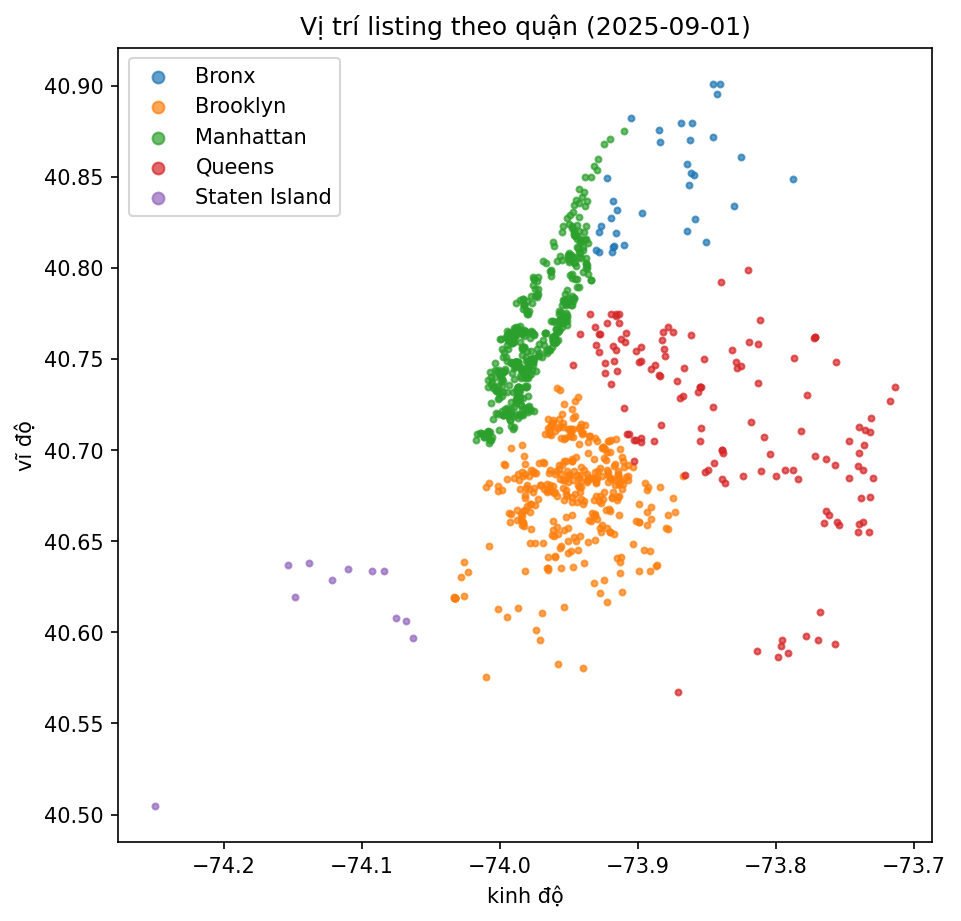 Vị trí listing theo quận (2025-09-01)
Bronx
Brooklyn
Manhattan
Queens
Staten Island
40.90
40.85
40.80
40.75
40.70
40.65
40.60
40.55
40.50
vĩ độ
−74.2
−74.1
−74.0
−73.9
−73.8
−73.7
kinh độ